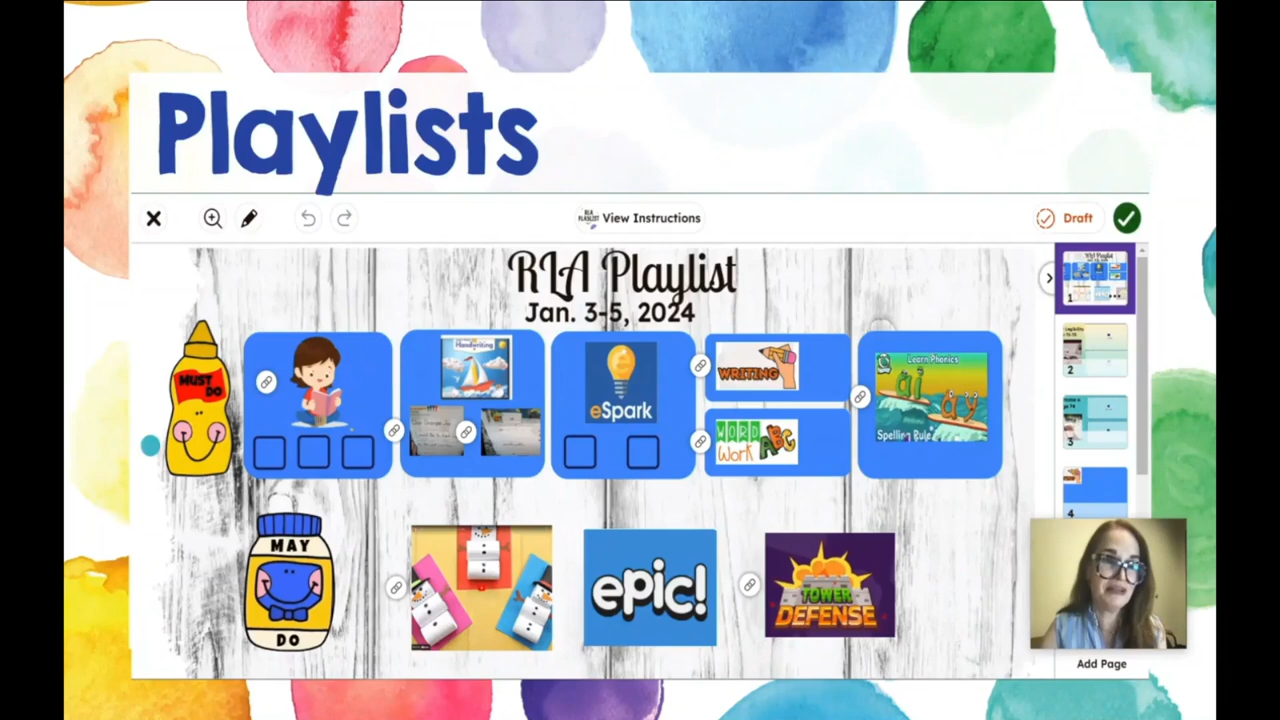 Playlists
View Instructions
Draft
RLA Playlist
Jan. 3-5, 2024
MUST
DO
Handwriting
eSpark
WRITING
WORD
Work ABC
Learn Phonics
ai
ay
Spelling Rule
MAY
DO
epic!
TOWER
DEFENSE
1
2
3
4
Add Page